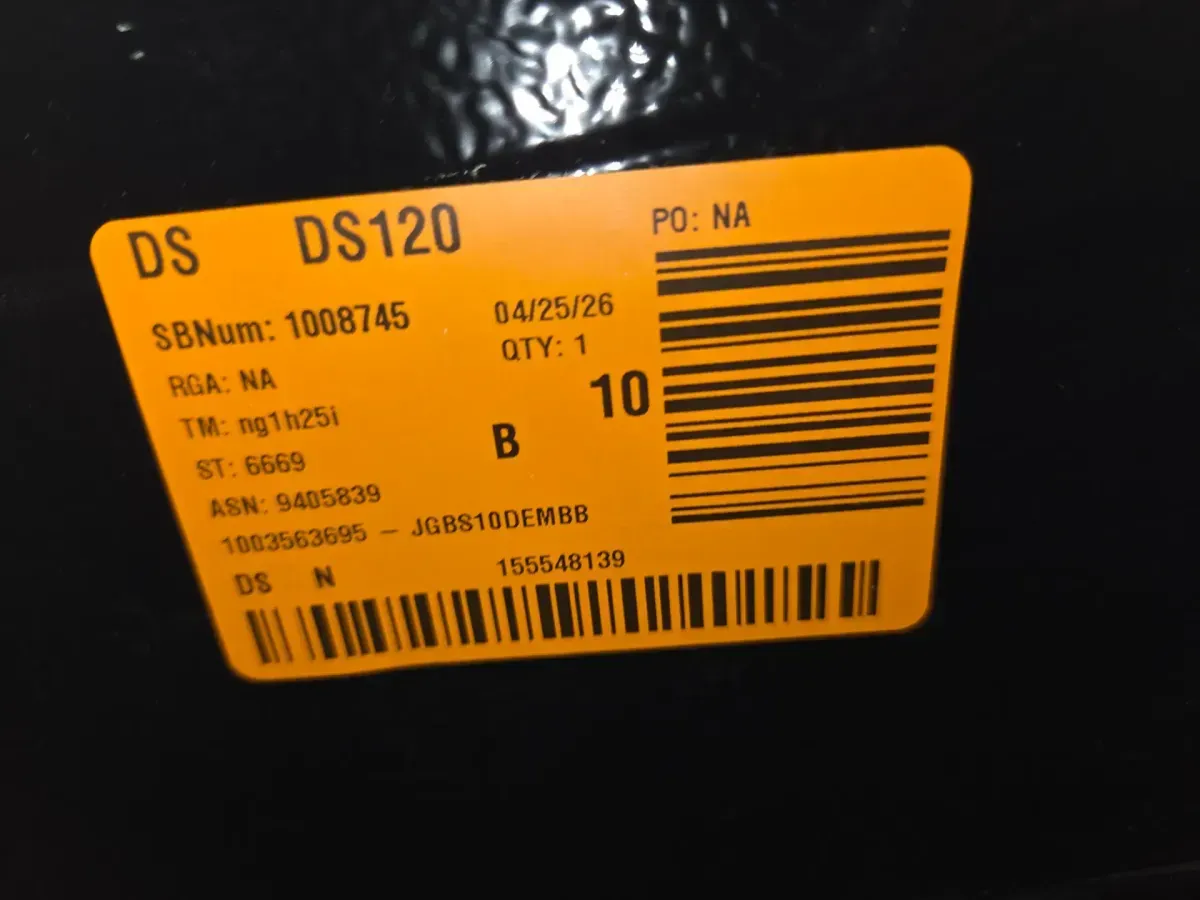 DS DS120 PO: NA
SBNum: 1008745 04/25/26
QTY: 1
RGA: NA 10
TM: ng1h25i B
ST: 6669
ASN: 9405839
1003563695 - JGBS10DEMBB
DS N 155548139